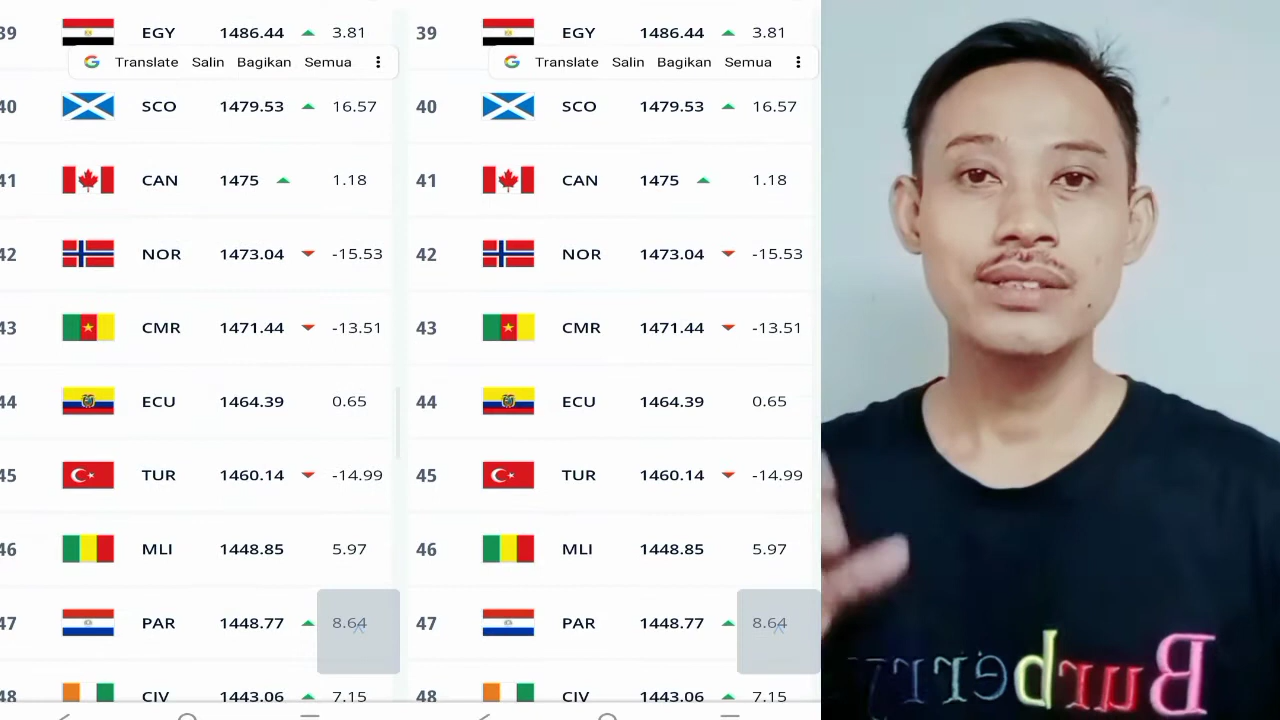 39 EGY 1486.44 3.81
Translate Salin Bagikan Semua
40 SCO 1479.53 16.57
41 CAN 1475 1.18
42 NOR 1473.04 -15.53
43 CMR 1471.44 -13.51
44 ECU 1464.39 0.65
45 TUR 1460.14 -14.99
46 MLI 1448.85 5.97
47 PAR 1448.77 8.64
48 CIV 1443.06 7.15
39 EGY 1486.44 3.81
Translate Salin Bagikan Semua
40 SCO 1479.53 16.57
41 CAN 1475 1.18
42 NOR 1473.04 -15.53
43 CMR 1471.44 -13.51
44 ECU 1464.39 0.65
45 TUR 1460.14 -14.99
46 MLI 1448.85 5.97
47 PAR 1448.77 8.64
48 CIV 1443.06 7.15
Burberry